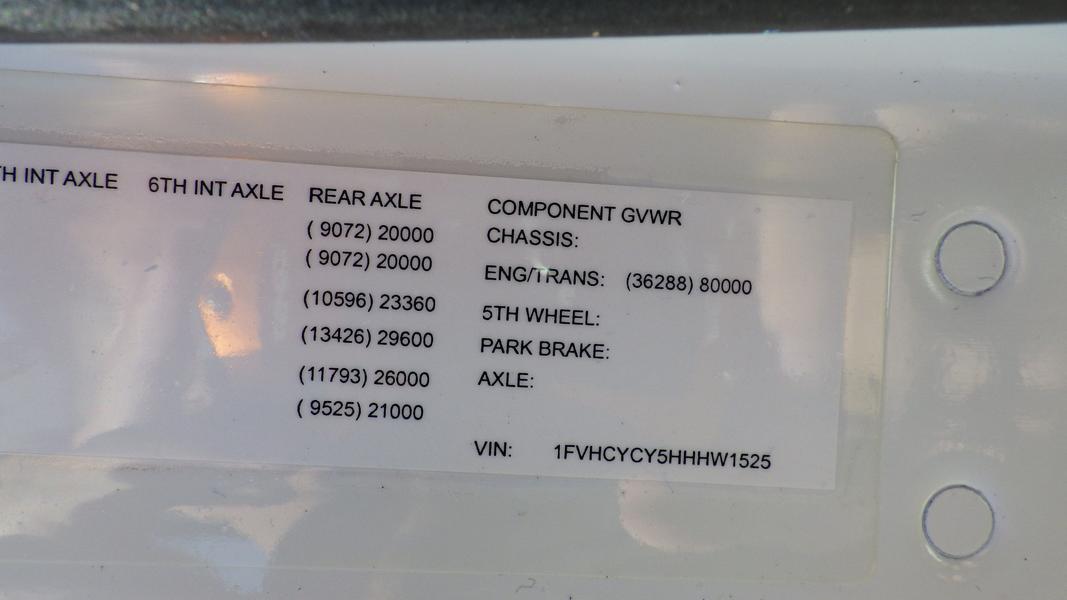 TH INT AXLE 6TH INT AXLE REAR AXLE COMPONENT GVWR
( 9072) 20000 CHASSIS:
( 9072) 20000 ENG/TRANS: (36288) 80000
(10596) 23360 5TH WHEEL:
(13426) 29600 PARK BRAKE:
(11793) 26000 AXLE:
( 9525) 21000
VIN: 1FVHCYCY5HHHW1525